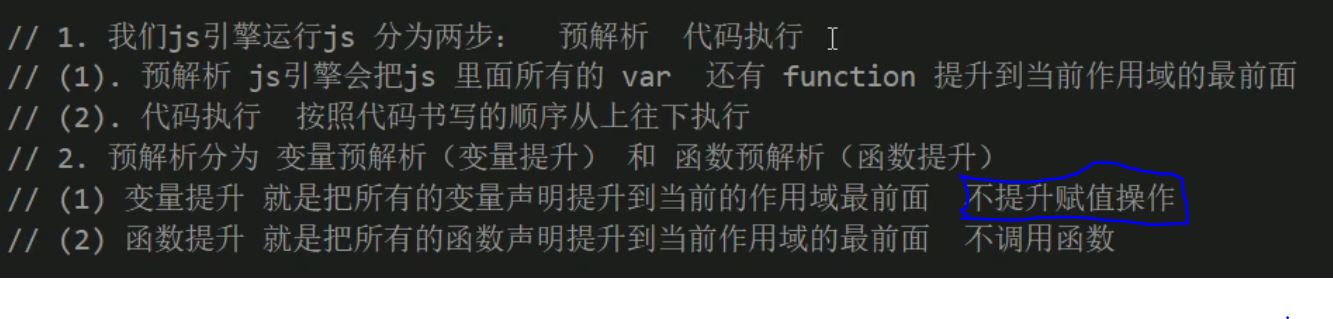 // 1. 我们js引擎运行js 分为两步： 预解析 代码执行
// (1). 预解析 js引擎会把js 里面所有的 var 还有 function 提升到当前作用域的最前面
// (2). 代码执行 按照代码书写的顺序从上往下执行
// 2. 预解析分为 变量预解析（变量提升） 和 函数预解析（函数提升）
// (1) 变量提升 就是把所有的变量声明提升到当前的作用域最前面 不提升赋值操作
// (2) 函数提升 就是把所有的函数声明提升到当前作用域的最前面 不调用函数